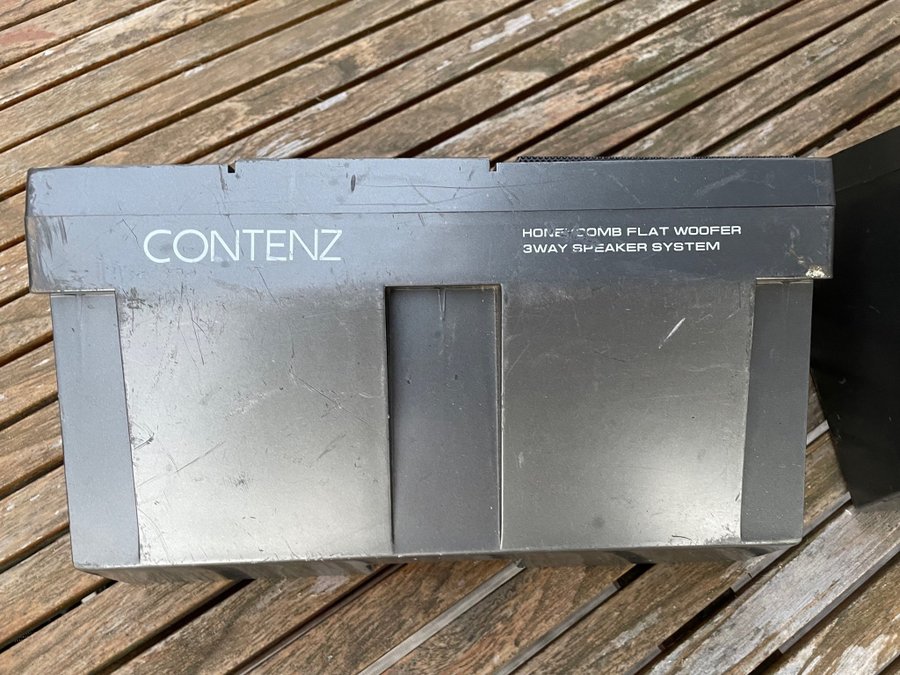 CONTENZ
HONEYCOMB FLAT WOOFER
3WAY SPEAKER SYSTEM